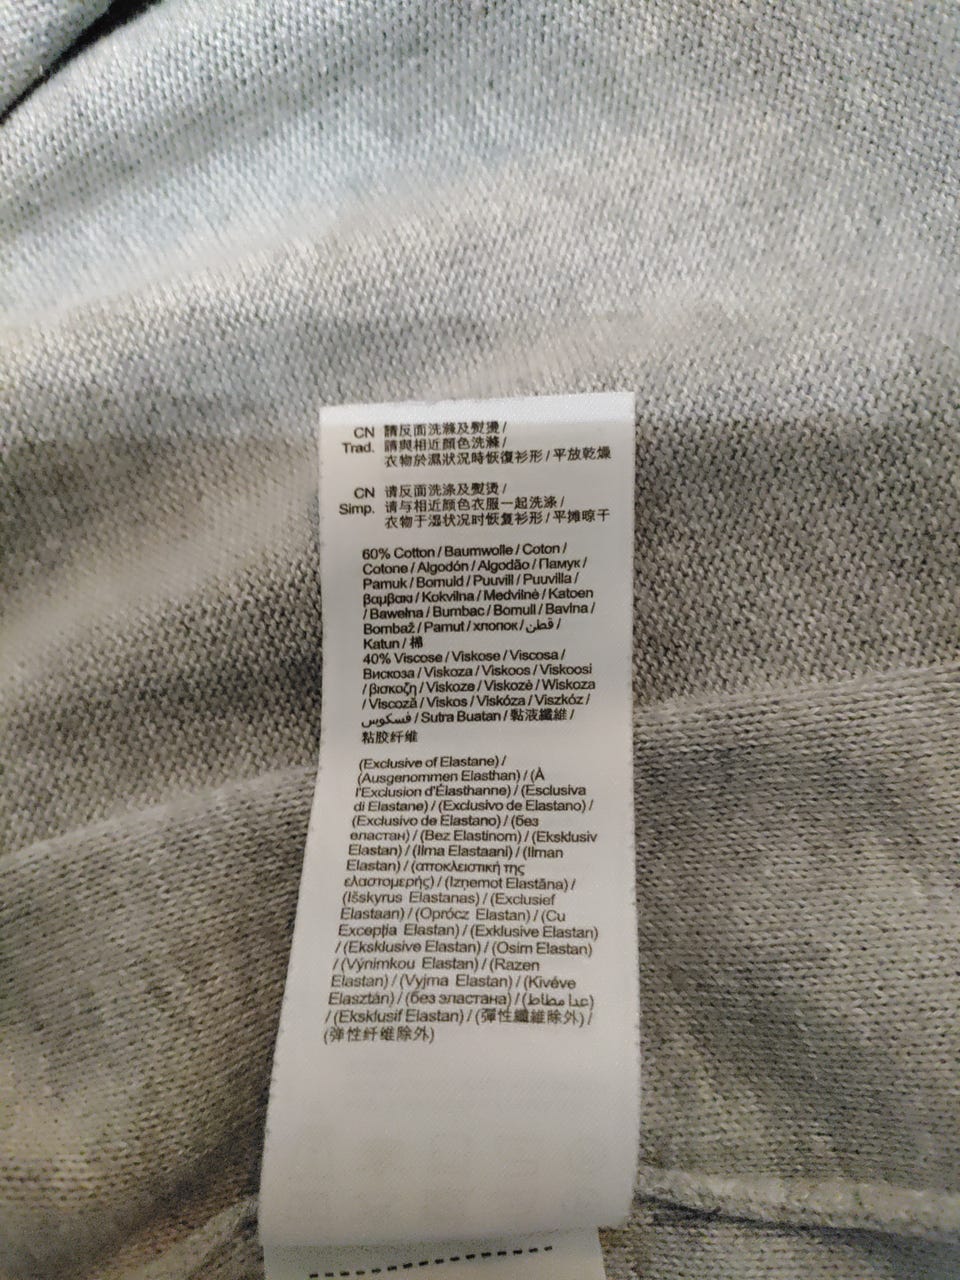 CN 請反面洗滌及熨燙 /
Trad. 請與相近顏色洗滌 /
衣物於濕狀況時恢復衫形 / 平放乾燥
CN 请反面洗涤及熨烫 /
Simp. 请与相近颜色衣服一起洗涤 /
衣物于湿状况时恢复衫形 / 平摊晾干
60% Cotton / Baumwolle / Coton /
Cotone / Algodón / Algodão / Памук /
Pamuk / Bomuld / Puuvill / Puuvilla /
βαμβακι / Kokvilna / Medvilnė / Katoen
/ Bawełna / Bumbac / Bomull / Bavlna /
Bombaž / Pamut / хлопок / قطن /
Katun / 棉
40% Viscose / Viskose / Viscosa /
Вискоза / Viskoza / Viskoos / Viskoosi
/ βισκοζη / Viskoze / Viskozė / Wiskoza
/ Viscoză / Viskos / Viskóza / Viszkóz /
فسكوس / Sutra Buatan / 黏液纖維 /
粘胶纤维
(Exclusive of Elastane) /
(Ausgenommen Elasthan) / (À
l'Exclusion d'Élasthanne) / (Esclusiva
di Elastane) / (Exclusivo de Elastano) /
(Exclusivo de Elastano) / (без
еластан) / (Bez Elastinom) / (Eksklusiv
Elastan) / (Ilma Elastaani) / (Ilman
Elastan) / (αποκλειστική της
ελαστομερής) / (Izņemot Elastāna) /
(Išskyrus Elastanas) / (Exclusief
Elastaan) / (Oprócz Elastan) / (Cu
Excepţia Elastan) / (Exklusive Elastan)
/ (Eksklusive Elastan) / (Osim Elastan)
/ (Výnimkou Elastan) / (Razen
Elastan) / (Vyjma Elastan) / (Kivéve
Elasztán) / (без эластана) / (عدا مطاط)
/ (Eksklusif Elastan) / (彈性纖維除外) /
(弹性纤维除外)